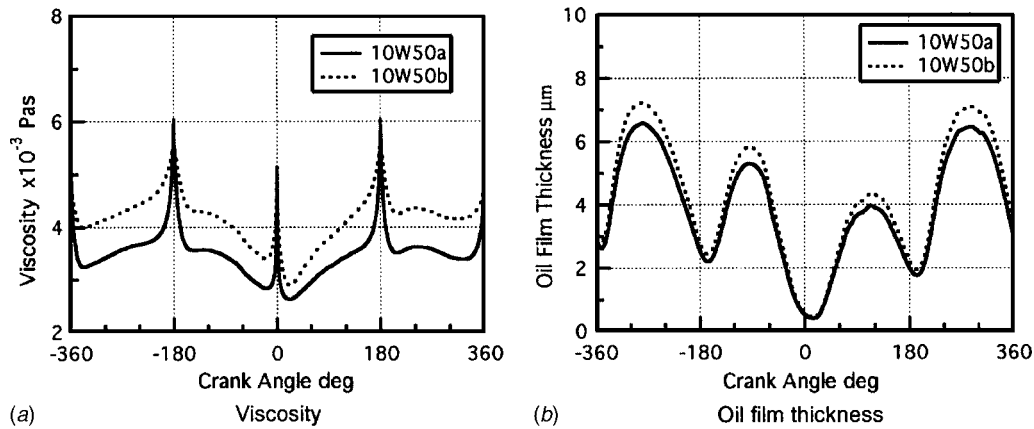 8
6
4
2
Viscosity x10⁻³ Pas
10W50a
10W50b
-360 -180 0 180 360
Crank Angle deg
(a) Viscosity
10
8
6
4
2
0
Oil Film Thickness μm
10W50a
10W50b
-360 -180 0 180 360
Crank Angle deg
(b) Oil film thickness